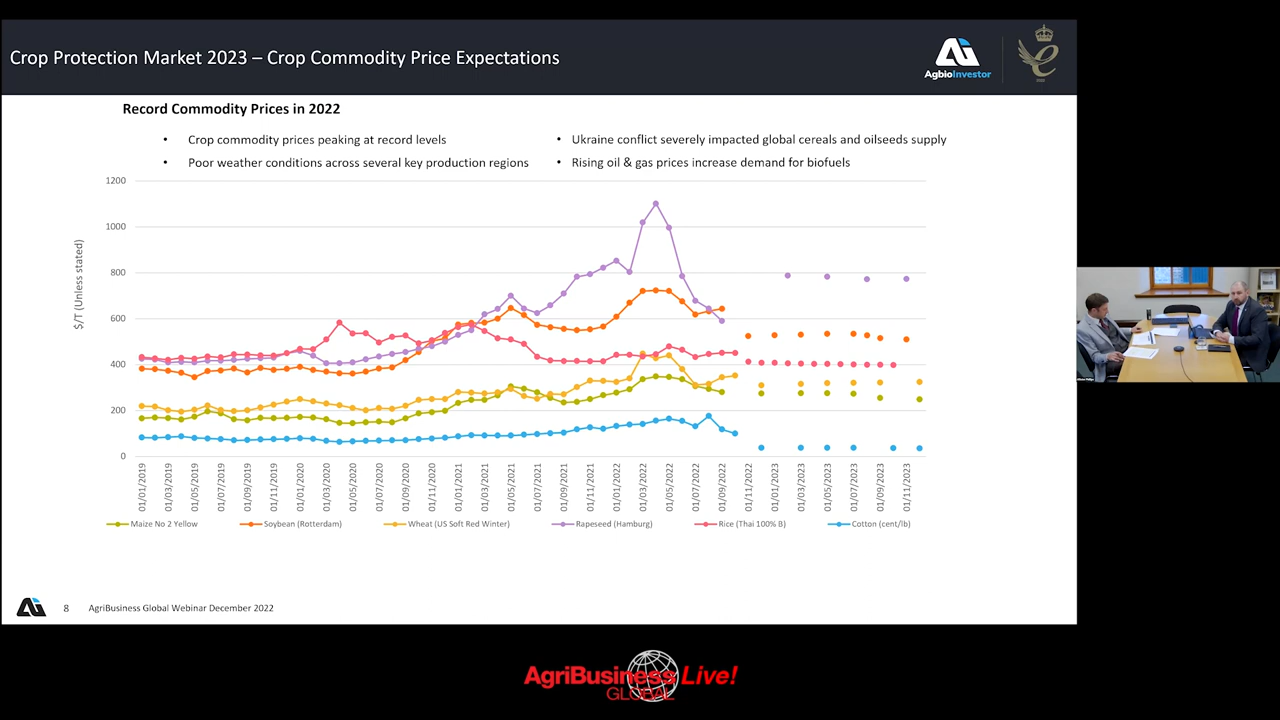 Crop Protection Market 2023 – Crop Commodity Price Expectations
AgbioInvestor
Record Commodity Prices in 2022
• Crop commodity prices peaking at record levels
• Poor weather conditions across several key production regions
• Ukraine conflict severely impacted global cereals and oilseeds supply
• Rising oil & gas prices increase demand for biofuels
$/T (Unless stated)
1200
1000
800
600
400
200
0
01/01/2019
01/03/2019
01/05/2019
01/07/2019
01/09/2019
01/11/2019
01/01/2020
01/03/2020
01/05/2020
01/07/2020
01/09/2020
01/11/2020
01/01/2021
01/03/2021
01/05/2021
01/07/2021
01/09/2021
01/11/2021
01/01/2022
01/03/2022
01/05/2022
01/07/2022
01/09/2022
01/11/2022
01/01/2023
01/03/2023
01/05/2023
01/07/2023
01/09/2023
01/11/2023
Maize No 2 Yellow
Soybean (Rotterdam)
Wheat (US Soft Red Winter)
Rapeseed (Hamburg)
Rice (Thai 100% B)
Cotton (cent/lb)
8 AgriBusiness Global Webinar December 2022
AgriBusiness Live!
GLOBAL